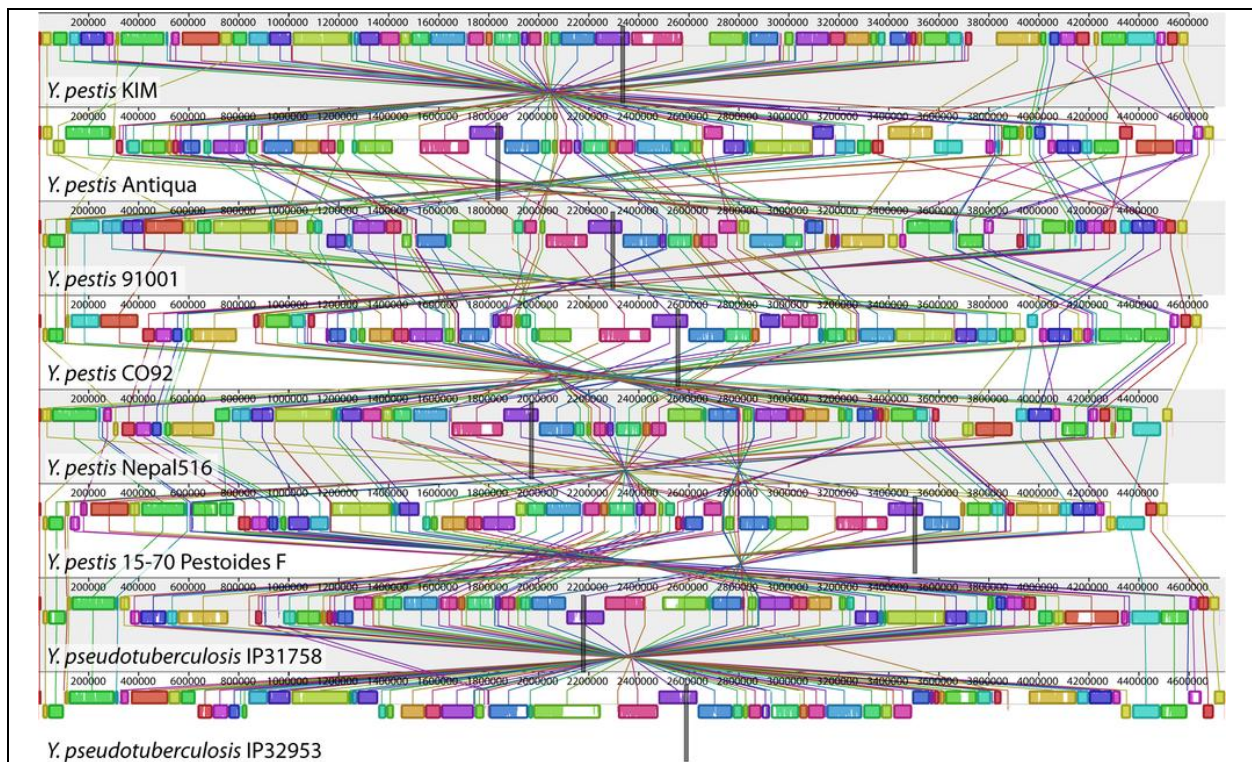 200000 400000 600000 800000 1000000 1200000 1400000 1600000 1800000 2000000 2200000 2400000 2600000 2800000 3000000 3200000 3400000 3600000 3800000 4000000 4200000 4400000 4600000
Y. pestis KIM
200000 400000 600000 800000 1000000 1200000 1400000 1600000 1800000 2000000 2200000 2400000 2600000 2800000 3000000 3200000 3400000 3600000 3800000 4000000 4200000 4400000 4600000
Y. pestis Antiqua
200000 400000 600000 800000 1000000 1200000 1400000 1600000 1800000 2000000 2200000 2400000 2600000 2800000 3000000 3200000 3400000 3600000 3800000 4000000 4200000 4400000 4600000
Y. pestis 91001
200000 400000 600000 800000 1000000 1200000 1400000 1600000 1800000 2000000 2200000 2400000 2600000 2800000 3000000 3200000 3400000 3600000 3800000 4000000 4200000 4400000 4600000
Y. pestis CO92
200000 400000 600000 800000 1000000 1200000 1400000 1600000 1800000 2000000 2200000 2400000 2600000 2800000 3000000 3200000 3400000 3600000 3800000 4000000 4200000 4400000
Y. pestis Nepal516
200000 400000 600000 800000 1000000 1200000 1400000 1600000 1800000 2000000 2200000 2400000 2600000 2800000 3000000 3200000 3400000 3600000 3800000 4000000 4200000 4400000
Y. pestis 15-70 Pestoides F
200000 400000 600000 800000 1000000 1200000 1400000 1600000 1800000 2000000 2200000 2400000 2600000 2800000 3000000 3200000 3400000 3600000 3800000 4000000 4200000 4400000 4600000
Y. pseudotuberculosis IP31758
200000 400000 600000 800000 1000000 1200000 1400000 1600000 1800000 2000000 2200000 2400000 2600000 2800000 3000000 3200000 3400000 3600000 3800000 4000000 4200000 4400000 4600000
Y. pseudotuberculosis IP32953